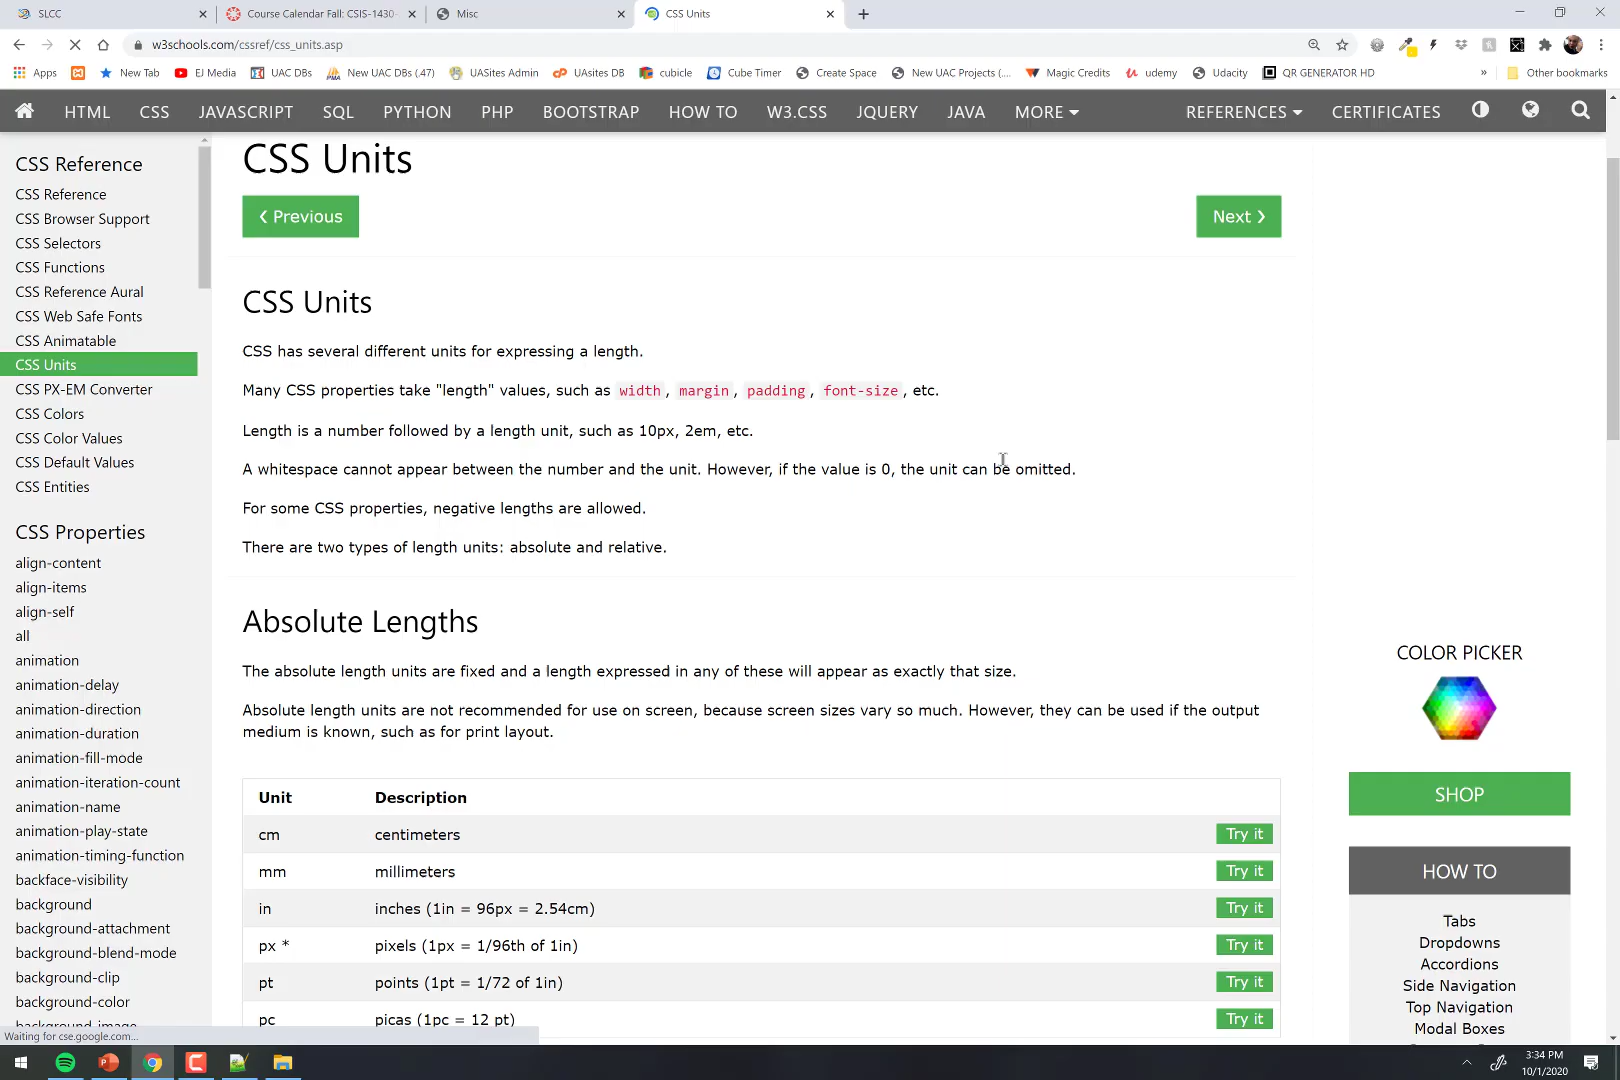 SLCC
Course Calendar Fall: CSIS-1430-
Misc
CSS Units
w3schools.com/cssref/css_units.asp
Apps
New Tab
EJ Media
UAC DBs
New UAC DBs (.47)
UASites Admin
UAsites DB
cubicle
Cube Timer
Create Space
New UAC Projects (....
Magic Credits
udemy
Udacity
QR GENERATOR HD
»
Other bookmarks
HTML
CSS
JAVASCRIPT
SQL
PYTHON
PHP
BOOTSTRAP
HOW TO
W3.CSS
JQUERY
JAVA
MORE
REFERENCES
CERTIFICATES
CSS Reference
CSS Reference
CSS Browser Support
CSS Selectors
CSS Functions
CSS Reference Aural
CSS Web Safe Fonts
CSS Animatable
CSS Units
CSS PX-EM Converter
CSS Colors
CSS Color Values
CSS Default Values
CSS Entities
CSS Properties
align-content
align-items
align-self
all
animation
animation-delay
animation-direction
animation-duration
animation-fill-mode
animation-iteration-count
animation-name
animation-play-state
animation-timing-function
backface-visibility
background
background-attachment
background-blend-mode
background-clip
background-color
background-image
Waiting for cse.google.com...
CSS Units
❮ Previous
Next ❯
CSS Units
CSS has several different units for expressing a length.
Many CSS properties take "length" values, such as width, margin, padding, font-size, etc.
Length is a number followed by a length unit, such as 10px, 2em, etc.
A whitespace cannot appear between the number and the unit. However, if the value is 0, the unit can be omitted.
For some CSS properties, negative lengths are allowed.
There are two types of length units: absolute and relative.
Absolute Lengths
The absolute length units are fixed and a length expressed in any of these will appear as exactly that size.
Absolute length units are not recommended for use on screen, because screen sizes vary so much. However, they can be used if the output
medium is known, such as for print layout.
Unit Description
cm centimeters Try it
mm millimeters Try it
in inches (1in = 96px = 2.54cm) Try it
px * pixels (1px = 1/96th of 1in) Try it
pt points (1pt = 1/72 of 1in) Try it
pc picas (1pc = 12 pt) Try it
COLOR PICKER
SHOP
HOW TO
Tabs
Dropdowns
Accordions
Side Navigation
Top Navigation
Modal Boxes
3:34 PM
10/1/2020